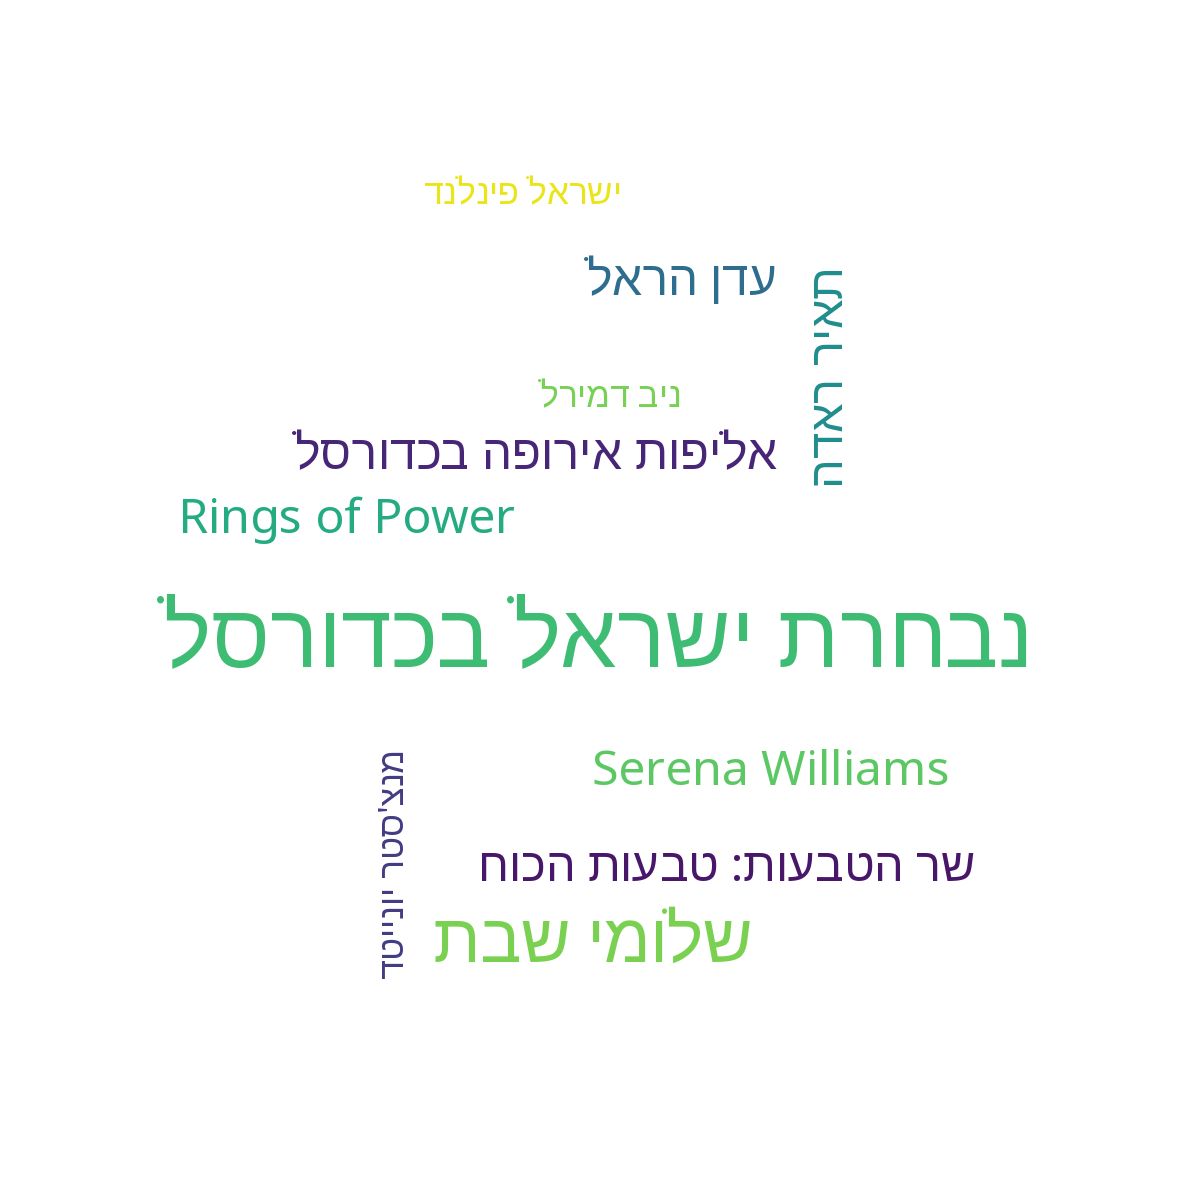 ישראל פינלנד
עדן הראל
תאיר ראדה
ניב דמירל
אליפות אירופה בכדורסל
Rings of Power
נבחרת ישראל בכדורסל
Serena Williams
מנצ'סטר יונייטד
שר הטבעות: טבעות הכוח
שלומי שבת